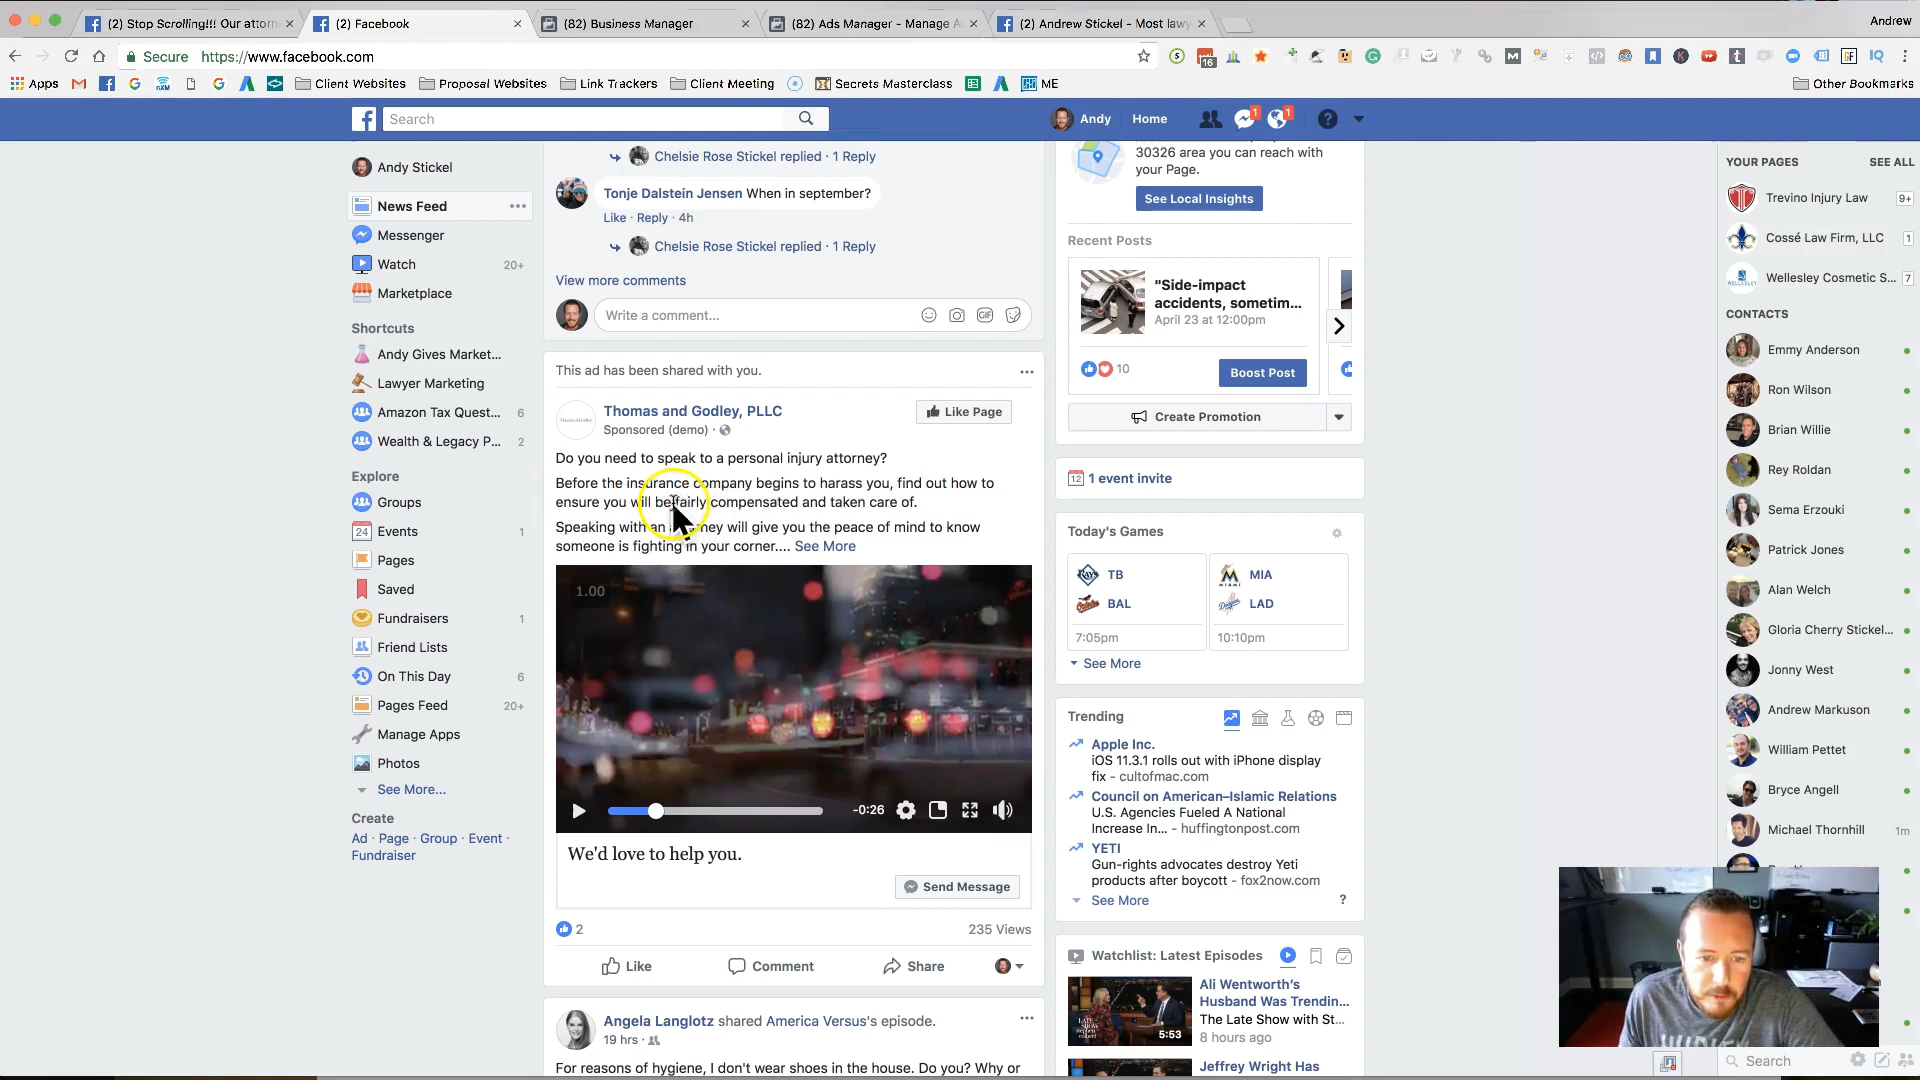 (2) Stop Scrolling!!! Our attorn
(2) Facebook
(82) Business Manager
(82) Ads Manager - Manage A
(2) Andrew Stickel - Most lawy
Andrew
Secure
https://www.facebook.com
16
Apps
Client Websites
Proposal Websites
Link Trackers
Client Meeting
Secrets Masterclass
ME
Other Bookmarks
Search
Andy
Home
1
1
Andy Stickel
News Feed
Messenger
Watch 20+
Marketplace
Shortcuts
Andy Gives Market...
Lawyer Marketing
Amazon Tax Quest... 6
Wealth & Legacy P... 2
Explore
Groups
Events 1
Pages
Saved
Fundraisers 1
Friend Lists
On This Day 6
Pages Feed 20+
Manage Apps
Photos
See More...
Create
Ad · Page · Group · Event ·
Fundraiser
Chelsie Rose Stickel replied · 1 Reply
Tonje Dalstein Jensen When in september?
Like · Reply · 4h
Chelsie Rose Stickel replied · 1 Reply
View more comments
Write a comment...
GIF
This ad has been shared with you.
Thomas and Godley, PLLC
Like Page
Sponsored (demo) ·
Do you need to speak to a personal injury attorney?
Before the insurance company begins to harass you, find out how to
ensure you will be fairly compensated and taken care of.
Speaking with an will give you the peace of mind to know
someone is fighting in your corner.... See More
1.00
-0:26
We'd love to help you.
Send Message
2
235 Views
Like
Comment
Share
Angela Langlotz shared America Versus's episode.
19 hrs ·
For reasons of hygiene, I don't wear shoes in the house. Do you? Why or
30326 area you can reach with
your Page.
See Local Insights
Recent Posts
"Side-impact
accidents, sometim...
April 23 at 12:00pm
10
Boost Post
Create Promotion
12 1 event invite
Today's Games
TB
BAL
7:05pm
MIA
LAD
10:10pm
See More
Trending
Apple Inc.
iOS 11.3.1 rolls out with iPhone display
fix - cultofmac.com
Council on American–Islamic Relations
U.S. Agencies Fueled A National
Increase In... - huffingtonpost.com
YETI
Gun-rights advocates destroy Yeti
products after boycott - fox2now.com
See More
?
Watchlist: Latest Episodes
5:53
Ali Wentworth's
Husband Was Trendin...
The Late Show with St...
8 hours ago
Jeffrey Wright Has
YOUR PAGES
SEE ALL
Trevino Injury Law 9+
Cossé Law Firm, LLC 1
Wellesley Cosmetic S... 7
CONTACTS
Emmy Anderson
Ron Wilson
Brian Willie
Rey Roldan
Sema Erzouki
Patrick Jones
Alan Welch
Gloria Cherry Stickel...
Jonny West
Andrew Markuson
William Pettet
Bryce Angell
Michael Thornhill 1m
Search